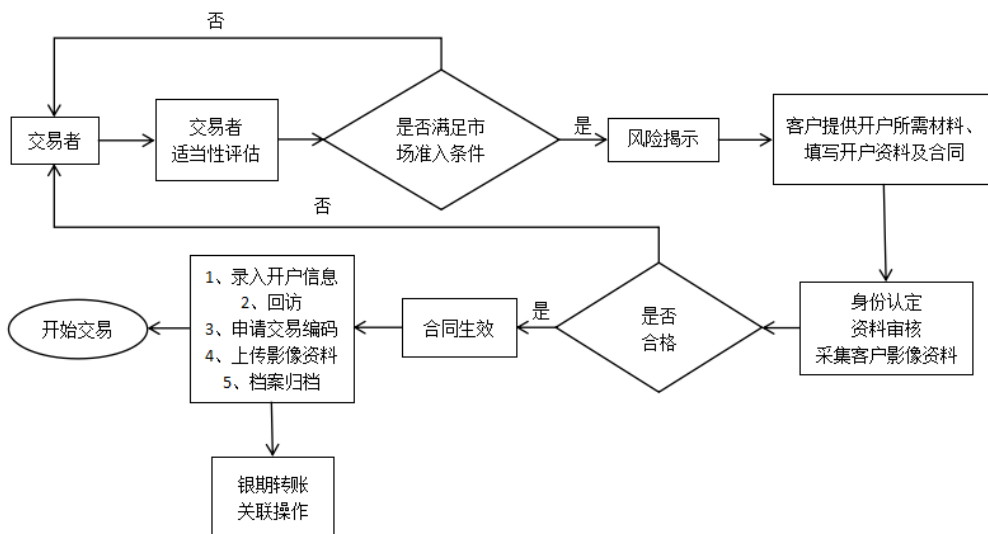 否
交易者
交易者
适当性评估
是否满足市
场准入条件
是
风险揭示
客户提供开户所需材料、
填写开户资料及合同
否
身份认定
资料审核
采集客户影像资料
是否
合格
是
合同生效
1、录入开户信息
2、回访
3、申请交易编码
4、上传影像资料
5、档案归档
开始交易
银期转账
关联操作